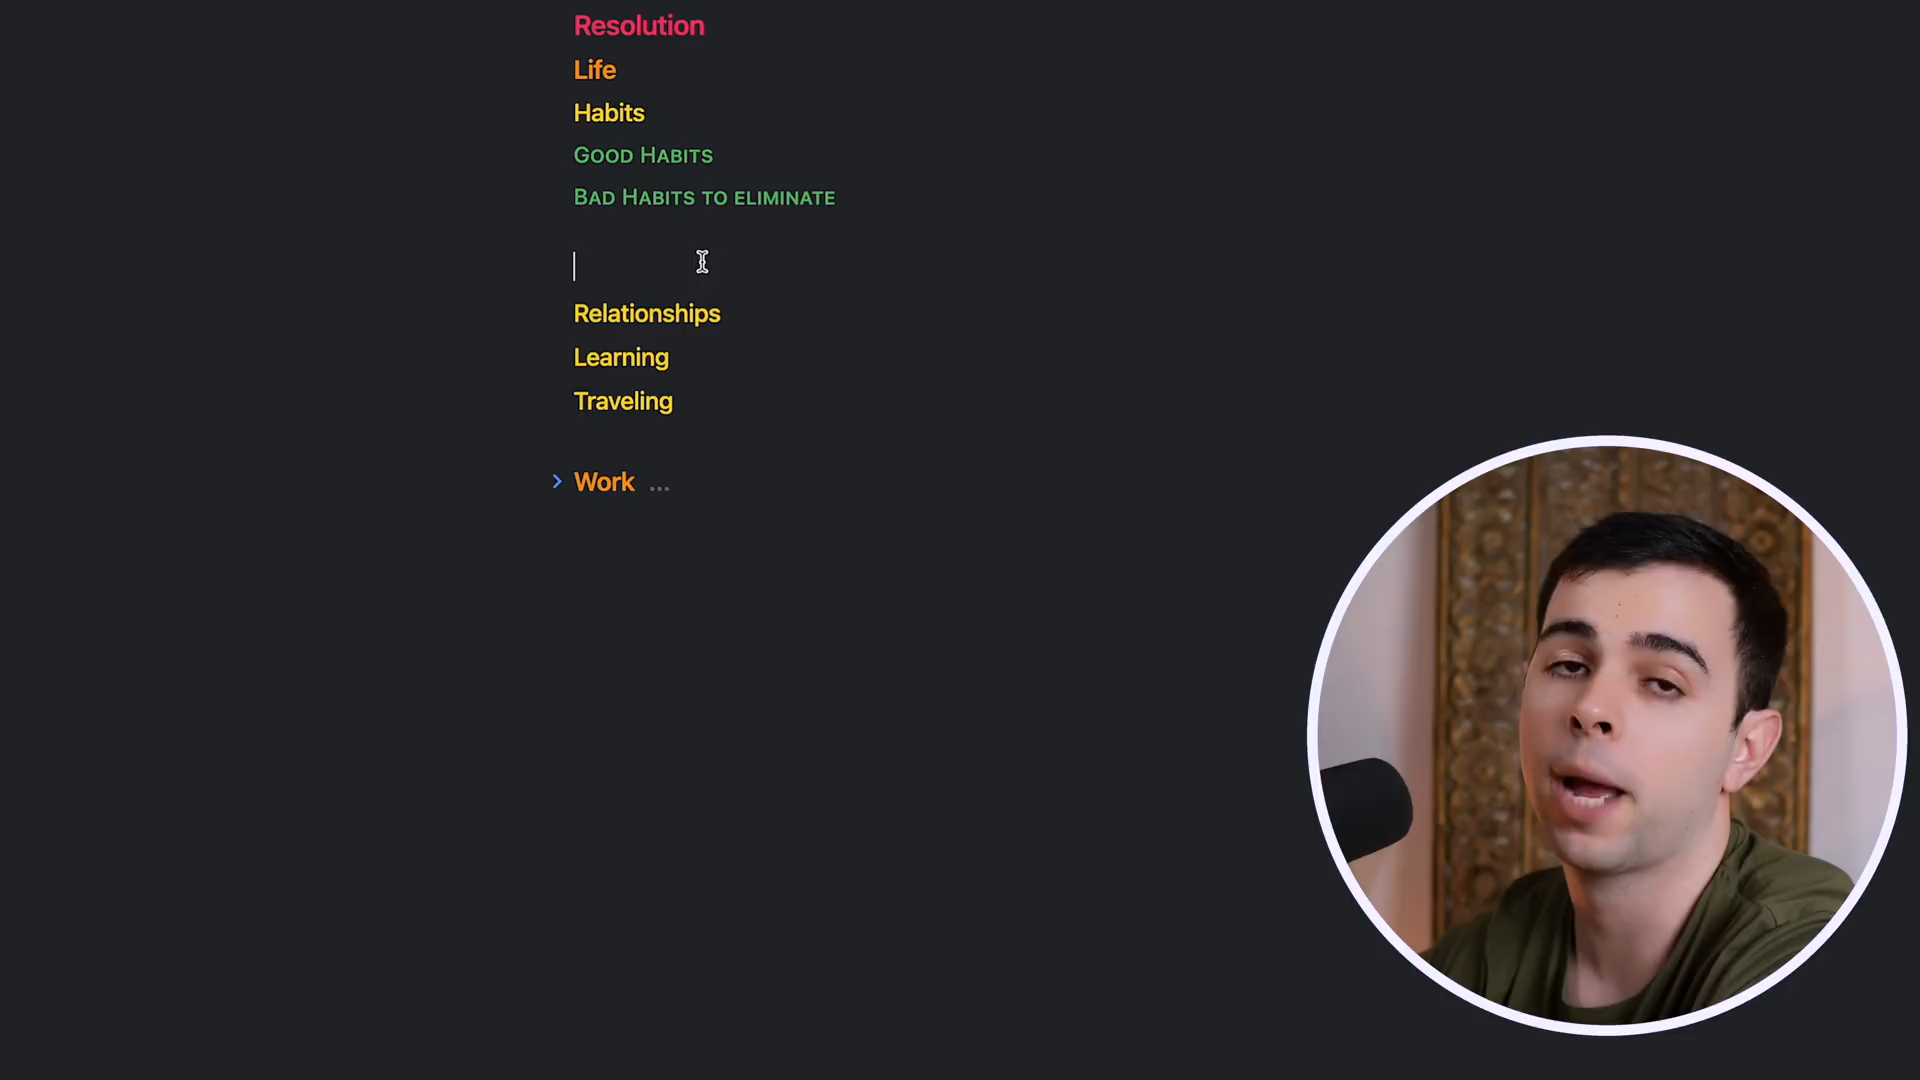 Resolution
Life
Habits
Good Habits
Bad Habits to eliminate
Relationships
Learning
Traveling
Work ...